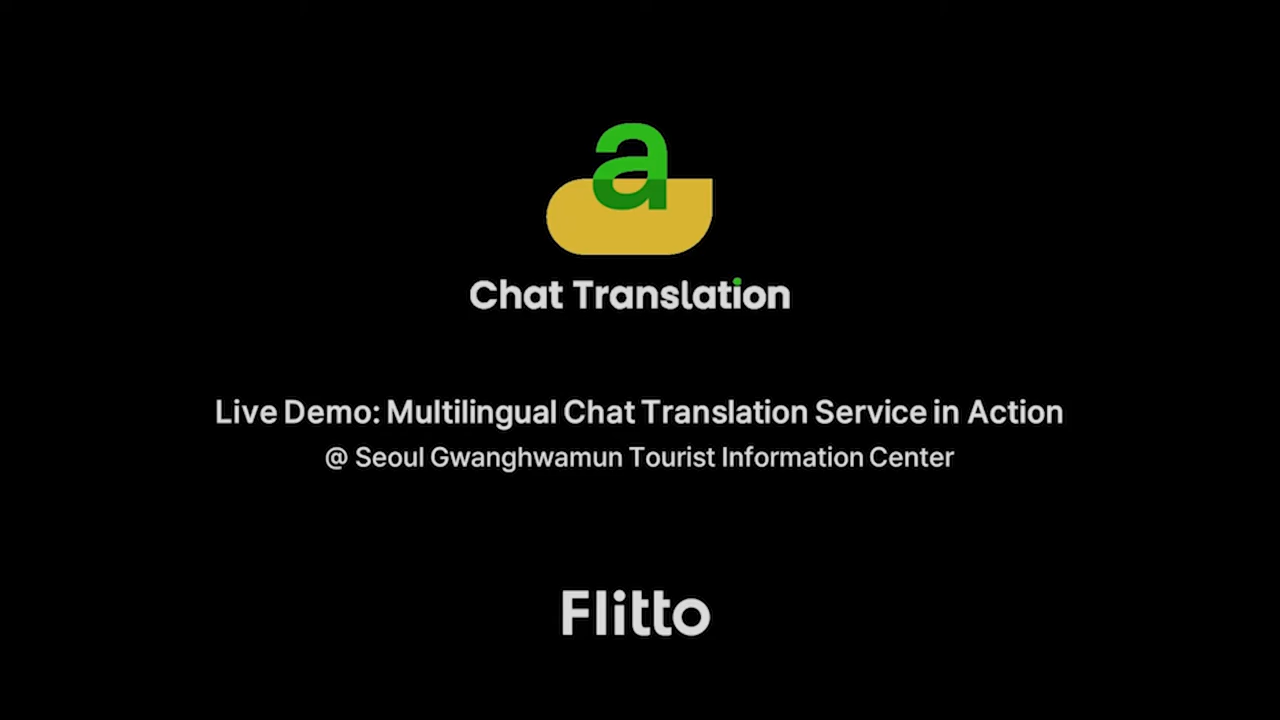 a
Chat Translation
Live Demo: Multilingual Chat Translation Service in Action
@ Seoul Gwanghwamun Tourist Information Center
Flitto